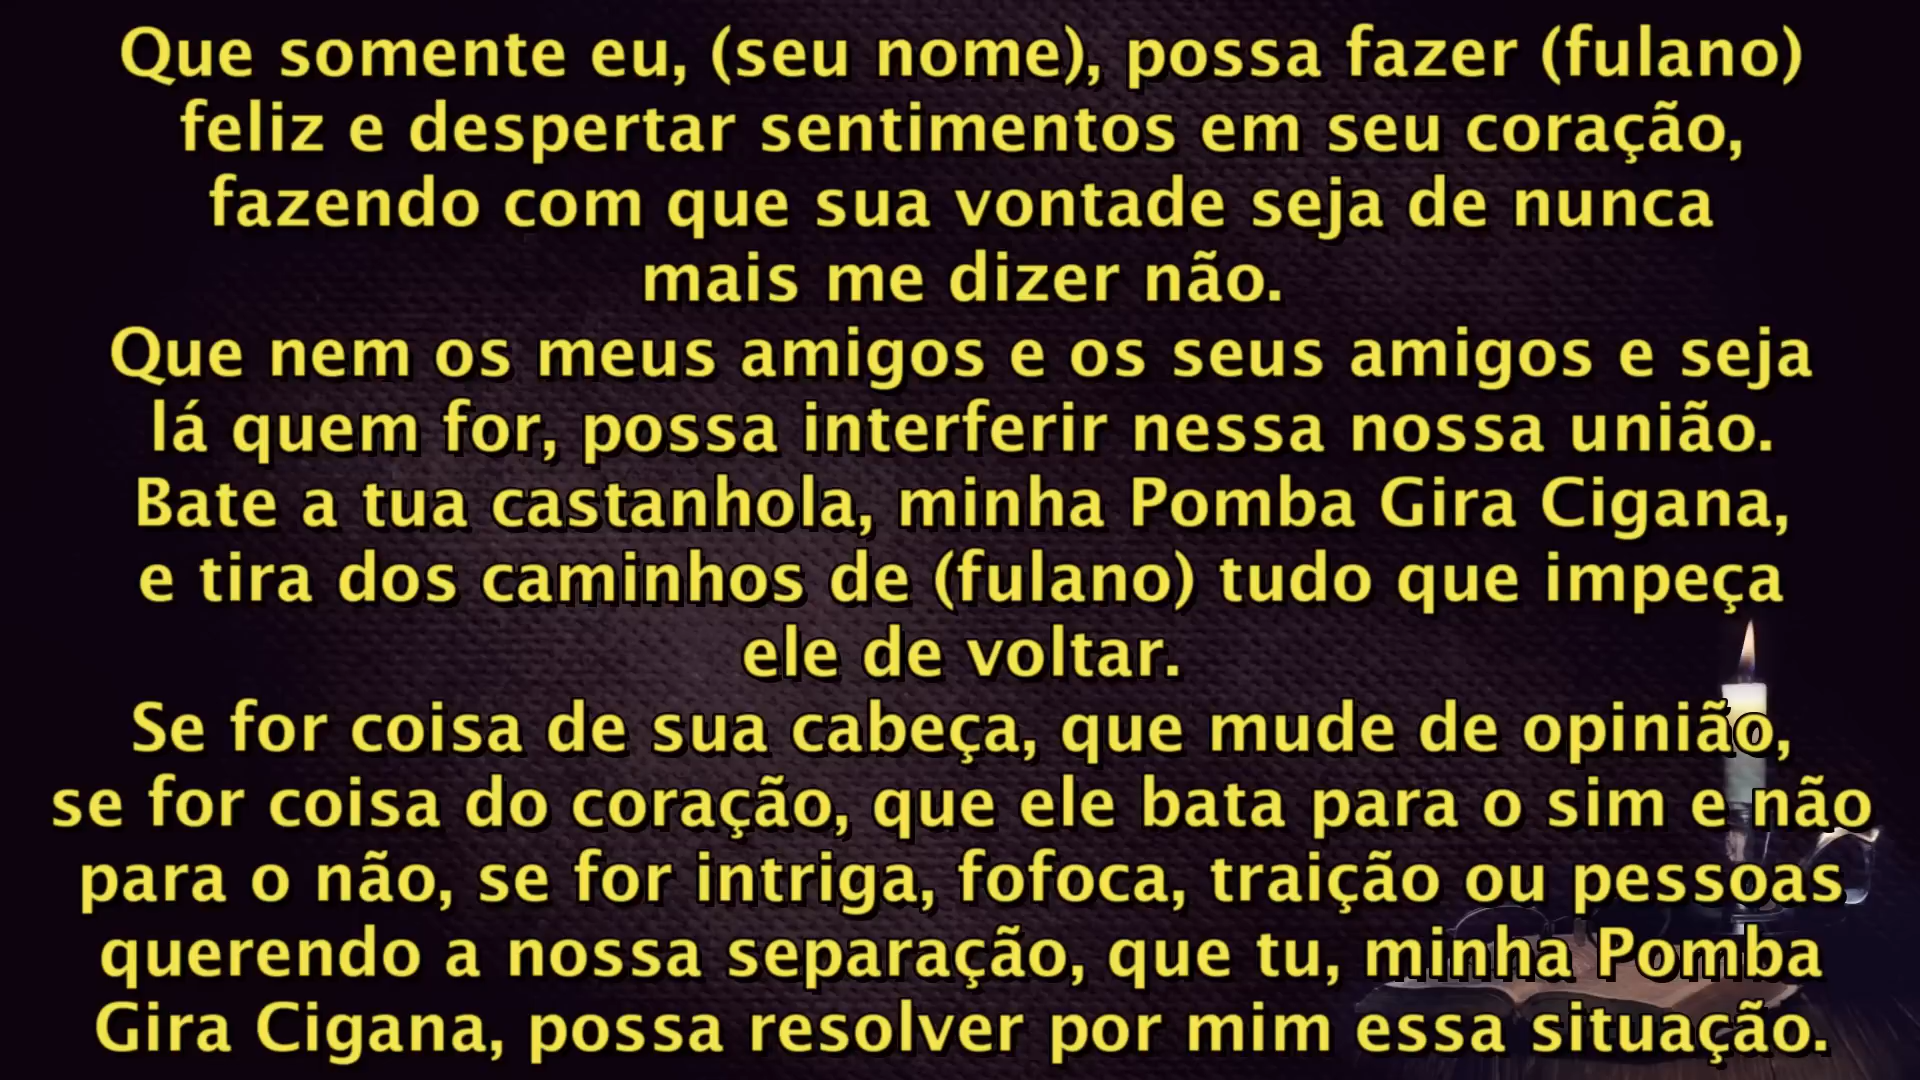 Que somente eu, (seu nome), possa fazer (fulano)
feliz e despertar sentimentos em seu coração,
fazendo com que sua vontade seja de nunca
mais me dizer não.
Que nem os meus amigos e os seus amigos e seja
lá quem for, possa interferir nessa nossa união.
Bate a tua castanhola, minha Pomba Gira Cigana,
e tira dos caminhos de (fulano) tudo que impeça
ele de voltar.
Se for coisa de sua cabeça, que mude de opinião,
se for coisa do coração, que ele bata para o sim e não
para o não, se for intriga, fofoca, traição ou pessoas
querendo a nossa separação, que tu, minha Pomba
Gira Cigana, possa resolver por mim essa situação.